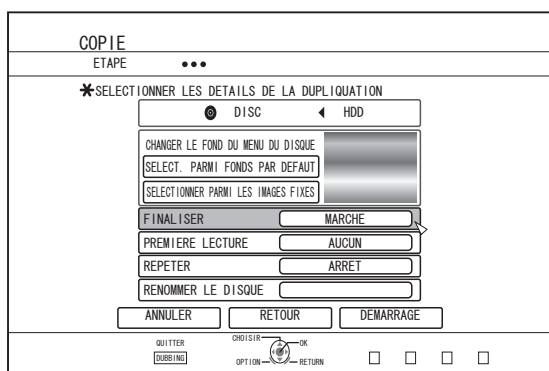 COPIE
ETAPE
✱SELECTIONNER LES DETAILS DE LA DUPLIQUATION
DISC HDD
CHANGER LE FOND DU MENU DU DISQUE
SELECT. PARMI FONDS PAR DEFAUT
SELECTIONNER PARMI LES IMAGES FIXES
FINALISER MARCHE
PREMIERE LECTURE AUCUN
REPETER ARRET
RENOMMER LE DISQUE
ANNULER RETOUR DEMARRAGE
QUITTER CHOISIR OK
DUBBING OPTION RETURN